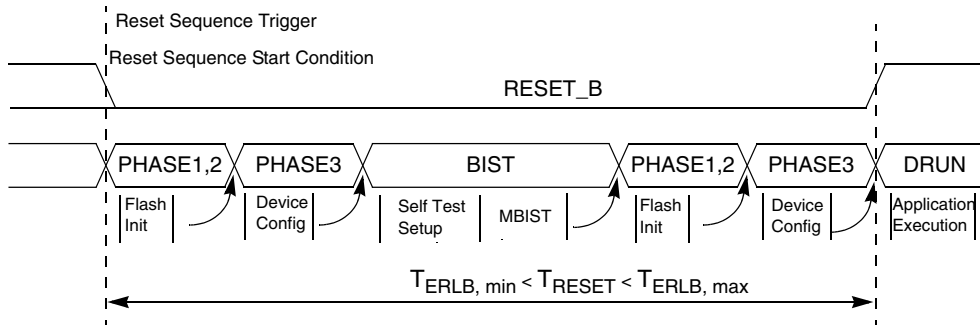 Reset Sequence Trigger
Reset Sequence Start Condition
RESET_B
PHASE1,2 PHASE3 BIST PHASE1,2 PHASE3 DRUN
Flash Init
Device Config
Self Test Setup
MBIST
Flash Init
Device Config
Application Execution
TERLB, min < TRESET < TERLB, max